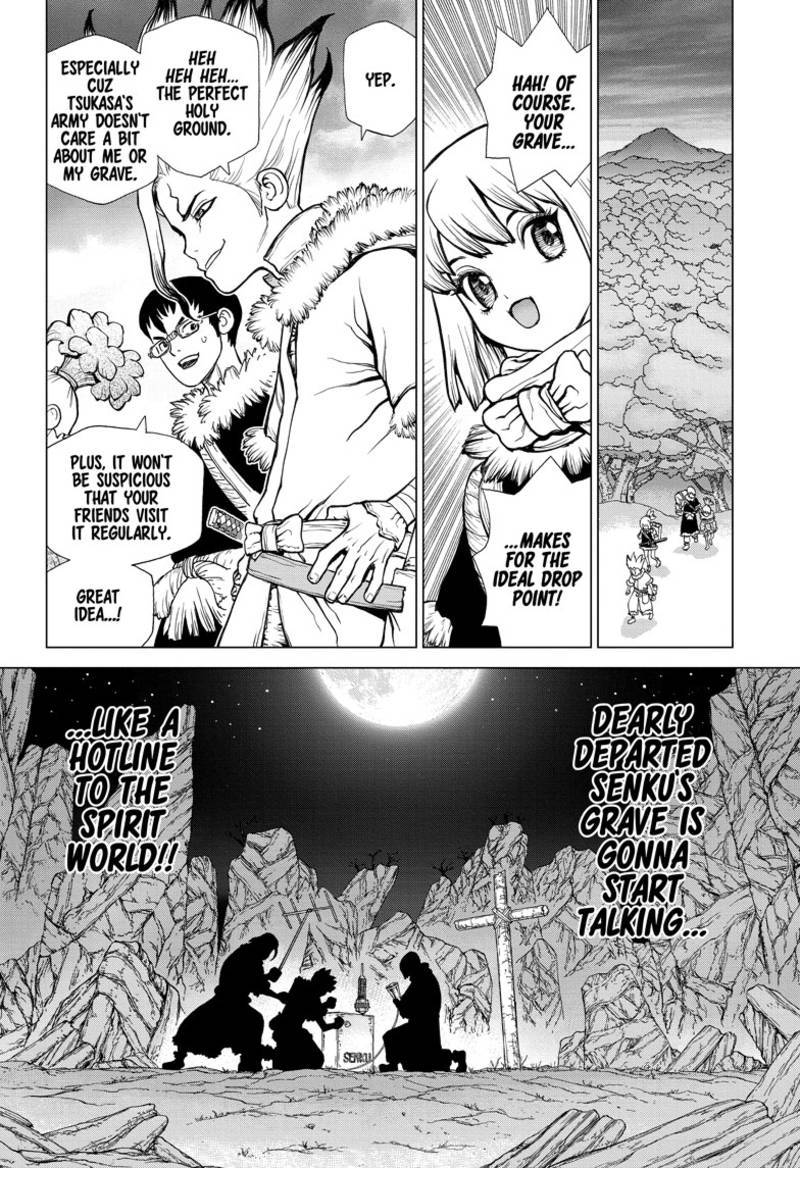 HAH! OF
COURSE.
YOUR
GRAVE...
...MAKES
FOR THE
IDEAL DROP
POINT!
YEP.
HEH
HEH HEH...
THE PERFECT
HOLY
GROUND.
ESPECIALLY
CUZ
TSUKASA'S
ARMY DOESN'T
CARE A BIT
ABOUT ME OR
MY GRAVE.
PLUS, IT WON'T
BE SUSPICIOUS
THAT YOUR
FRIENDS VISIT
IT REGULARLY.
GREAT
IDEA...!
DEARLY
DEPARTED
SENKU'S
GRAVE IS
GONNA
START
TALKING...
...LIKE A
HOTLINE
TO THE
SPIRIT
WORLD!!
SENKU